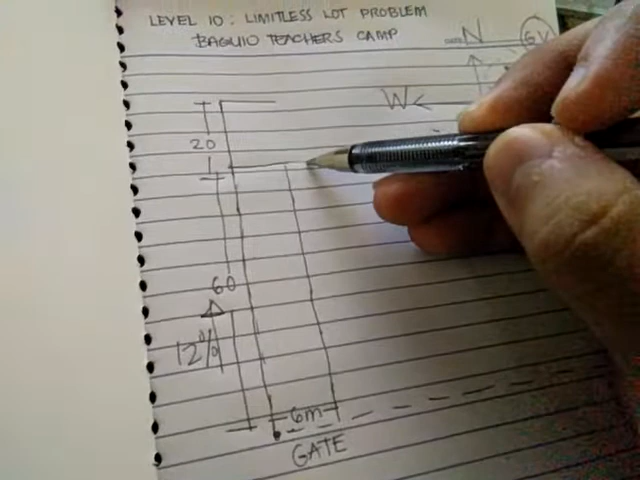 LEVEL 10: LIMITLESS LOT PROBLEM
BAGUIO TEACHERS CAMP
N
W<
20
60
12%
6m
GATE